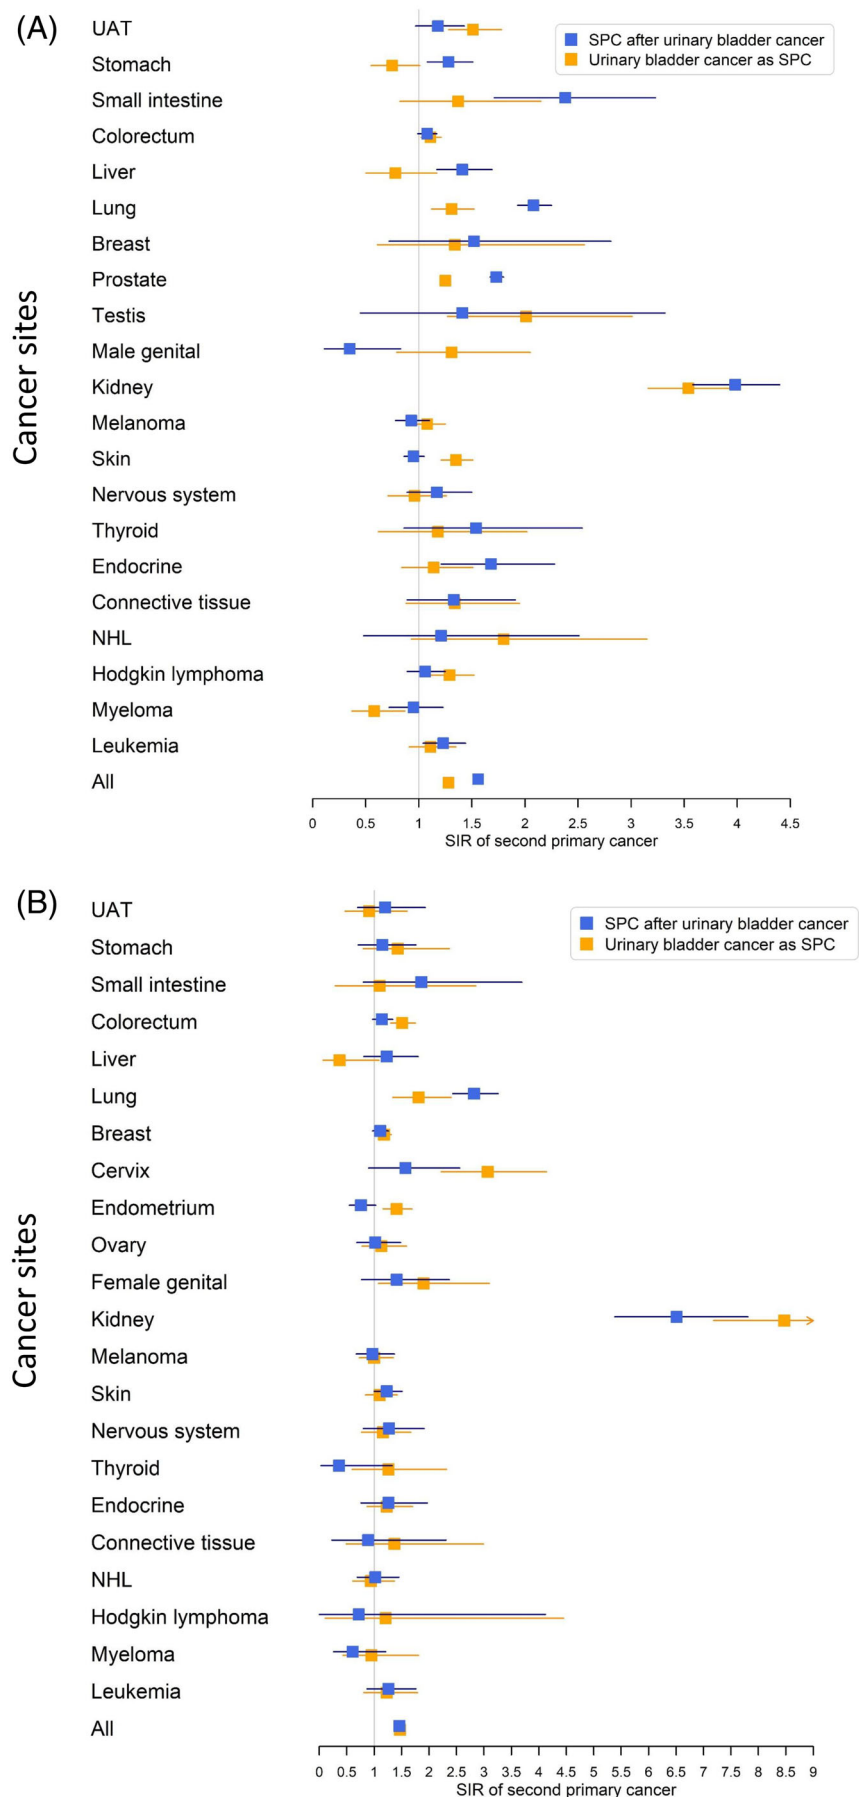 (A)
SPC after urinary bladder cancer
Urinary bladder cancer as SPC
Cancer sites
UAT
Stomach
Small intestine
Colorectum
Liver
Lung
Breast
Prostate
Testis
Male genital
Kidney
Melanoma
Skin
Nervous system
Thyroid
Endocrine
Connective tissue
NHL
Hodgkin lymphoma
Myeloma
Leukemia
All
0 0.5 1 1.5 2 2.5 3 3.5 4 4.5
SIR of second primary cancer
(B)
SPC after urinary bladder cancer
Urinary bladder cancer as SPC
Cancer sites
UAT
Stomach
Small intestine
Colorectum
Liver
Lung
Breast
Cervix
Endometrium
Ovary
Female genital
Kidney
Melanoma
Skin
Nervous system
Thyroid
Endocrine
Connective tissue
NHL
Hodgkin lymphoma
Myeloma
Leukemia
All
0 0.5 1 1.5 2 2.5 3 3.5 4 4.5 5 5.5 6 6.5 7 7.5 8 8.5 9
SIR of second primary cancer